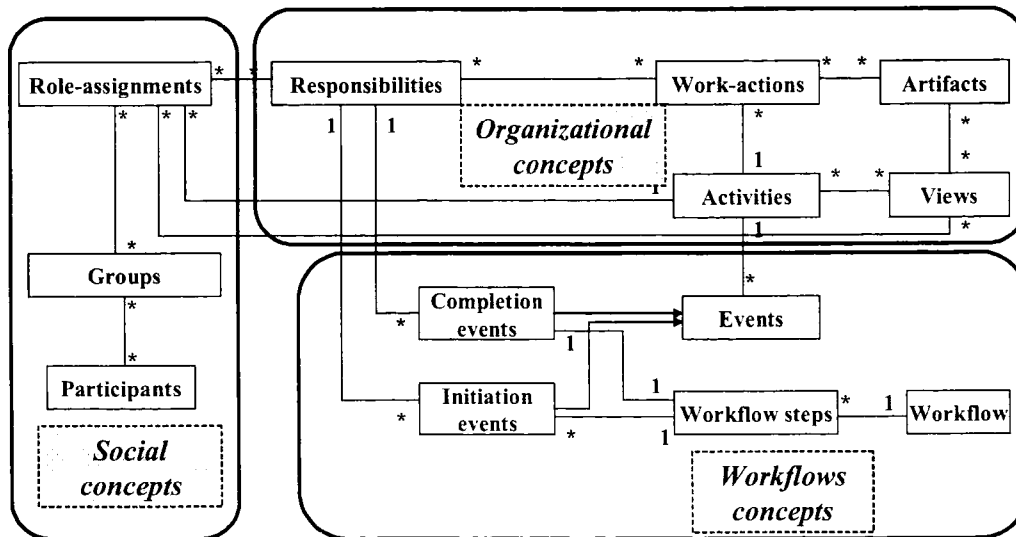 Role-assignments
*
*
Responsibilities
*
*
Work-actions
*
*
Artifacts
*
*
*
1
1
Organizational
concepts
*
1
*
*
1
Activities
*
*
Views
1
*
*
Groups
*
*
Participants
Social
concepts
Completion
events
*
1
*
Events
Initiation
events
*
*
1
1
Workflow steps
*
1
Workflow
Workflows
concepts